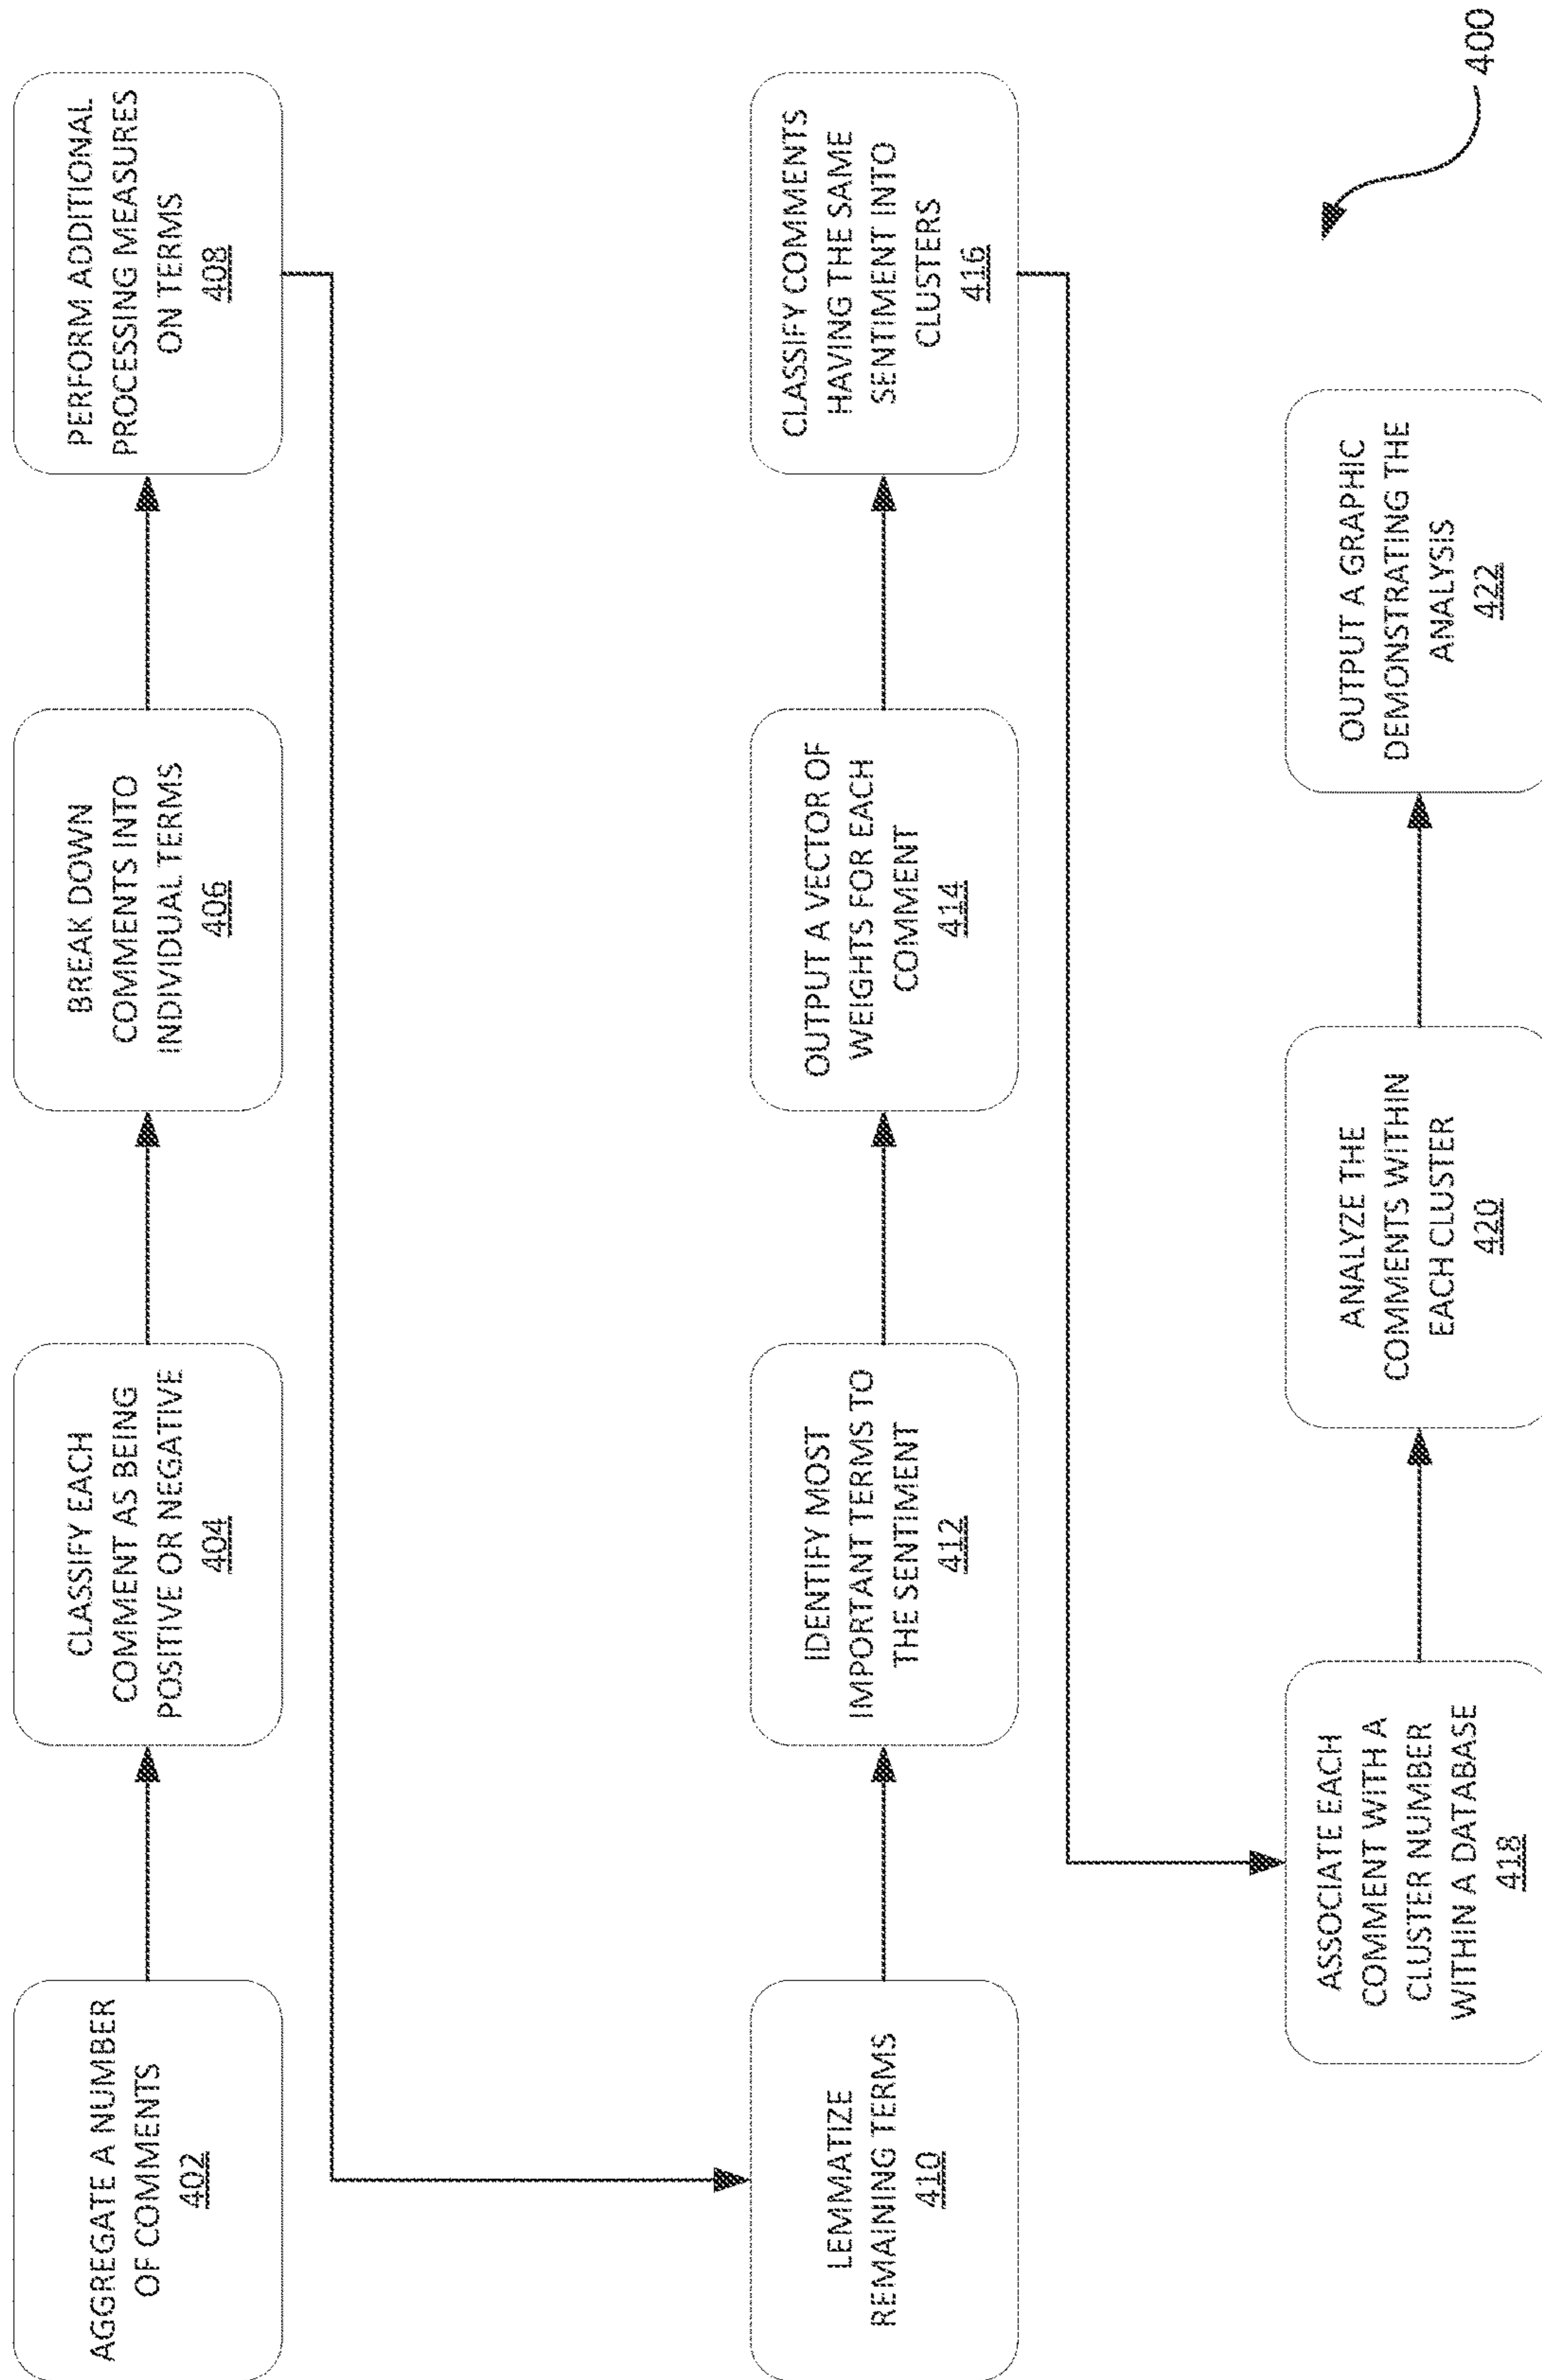 AGGREGATE A NUMBER
OF COMMENTS
402
CLASSIFY EACH
COMMENT AS BEING
POSITIVE OR NEGATIVE
404
BREAK DOWN
COMMENTS INTO
INDIVIDUAL TERMS
406
PERFORM ADDITIONAL
PROCESSING MEASURES
ON TERMS
408
LEMMATIZE
REMAINING TERMS
410
IDENTIFY MOST
IMPORTANT TERMS TO
THE SENTIMENT
412
OUTPUT A VECTOR OF
WEIGHTS FOR EACH
COMMENT
414
CLASSIFY COMMENTS
HAVING THE SAME
SENTIMENT INTO
CLUSTERS
416
ASSOCIATE EACH
COMMENT WITH A
CLUSTER NUMBER
WITHIN A DATABASE
418
ANALYZE THE
COMMENTS WITHIN
EACH CLUSTER
420
OUTPUT A GRAPHIC
DEMONSTRATING THE
ANALYSIS
422
400